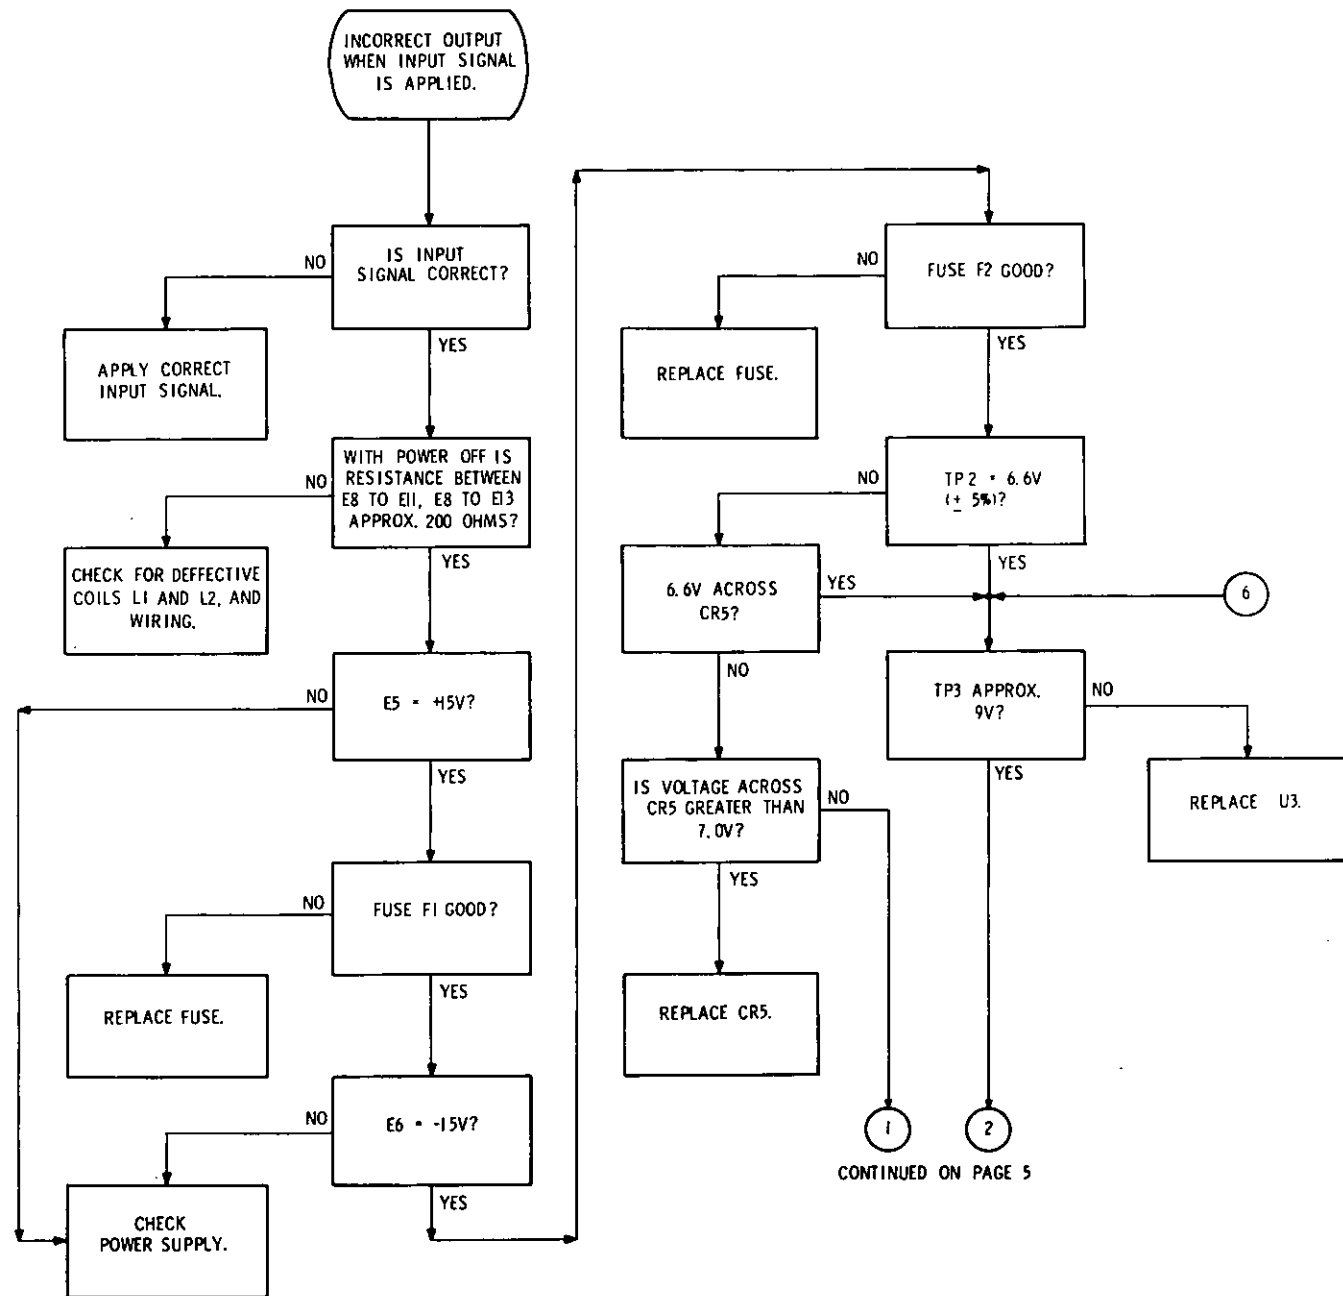 INCORRECT OUTPUT
WHEN INPUT SIGNAL
IS APPLIED.
IS INPUT
SIGNAL CORRECT?
NO
YES
APPLY CORRECT
INPUT SIGNAL.
WITH POWER OFF IS
RESISTANCE BETWEEN
E8 TO E11, E8 TO E13
APPROX. 200 OHMS?
NO
YES
CHECK FOR DEFFECTIVE
COILS L1 AND L2, AND
WIRING.
E5 = +15V?
NO
YES
FUSE F1 GOOD?
NO
YES
REPLACE FUSE.
E6 = -15V?
NO
YES
CHECK
POWER SUPPLY.
FUSE F2 GOOD?
NO
YES
REPLACE FUSE.
TP2 = 6.6V
(± 5%)?
NO
YES
6.6V ACROSS
CR5?
YES
NO
6
TP3 APPROX.
9V?
NO
YES
REPLACE U3.
IS VOLTAGE ACROSS
CR5 GREATER THAN
7.0V?
NO
YES
REPLACE CR5.
1
2
CONTINUED ON PAGE 5